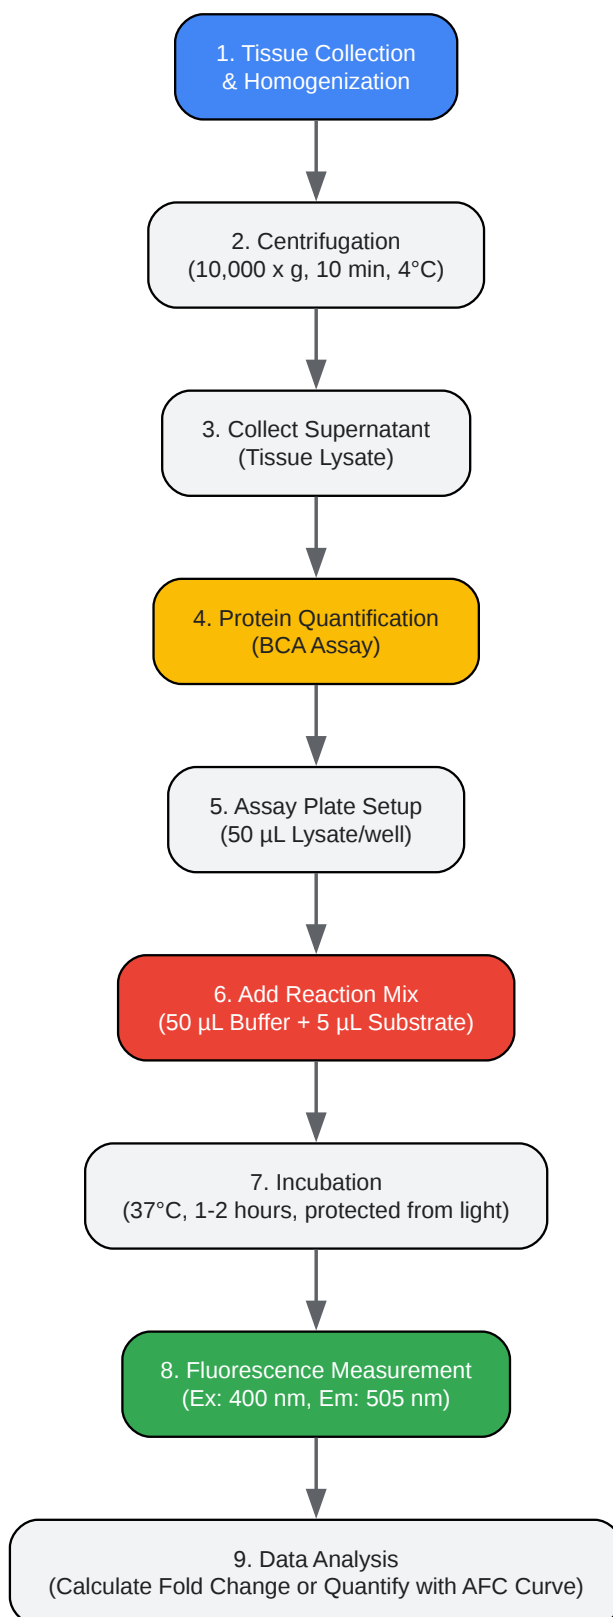 1. Tissue Collection
& Homogenization
2. Centrifugation
(10,000 x g, 10 min, 4°C)
3. Collect Supernatant
(Tissue Lysate)
4. Protein Quantification
(BCA Assay)
5. Assay Plate Setup
(50 µL Lysate/well)
6. Add Reaction Mix
(50 µL Buffer + 5 µL Substrate)
7. Incubation
(37°C, 1-2 hours, protected from light)
8. Fluorescence Measurement
(Ex: 400 nm, Em: 505 nm)
9. Data Analysis
(Calculate Fold Change or Quantify with AFC Curve)